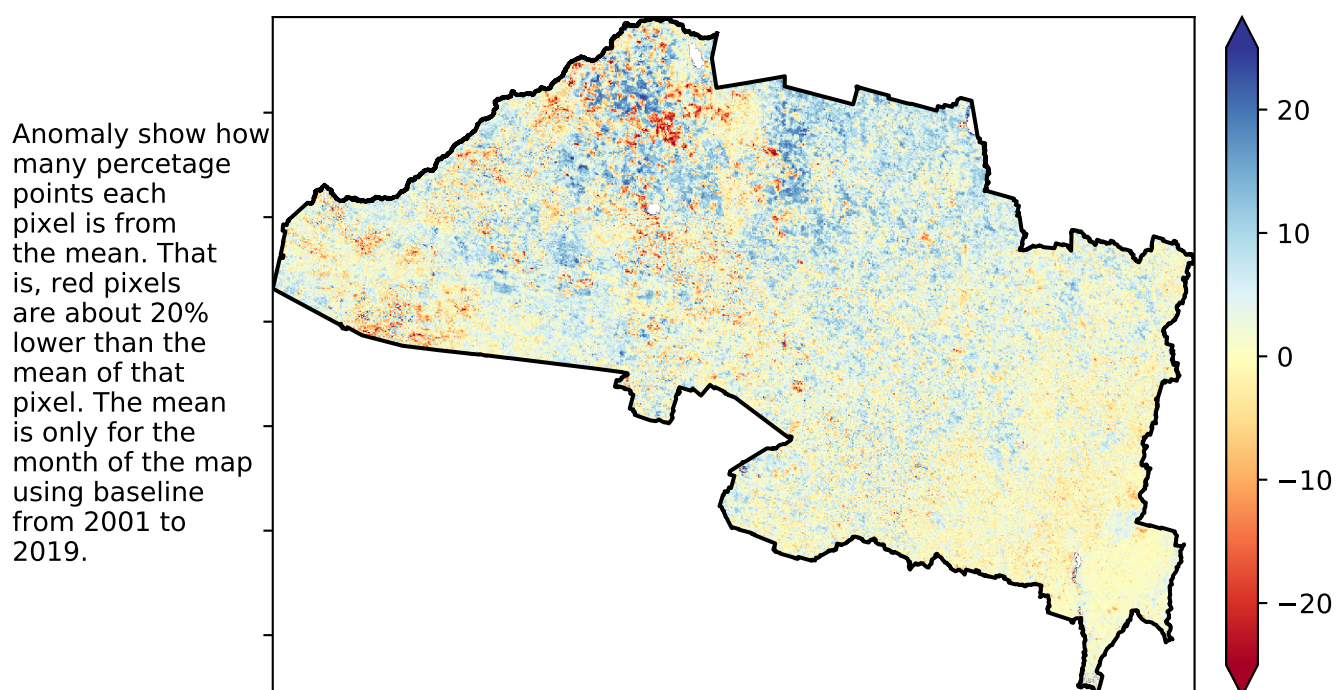 Anomaly show how
many percetage
points each
pixel is from
the mean. That
is, red pixels
are about 20%
lower than the
mean of that
pixel. The mean
is only for the
month of the map
using baseline
from 2001 to
2019.
20
10
0
−10
−20